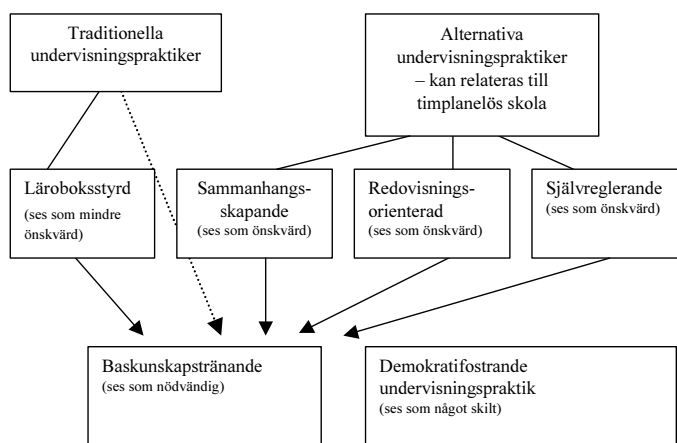 Traditionella
undervisningspraktiker
Alternativa
undervisningspraktiker
– kan relateras till
timplanelös skola
Läroboksstyrd
(ses som mindre
önskvärd)
Sammanhangs-
skapande
(ses som önskvärd)
Redovisnings-
orienterad
(ses som önskvärd)
Självreglerande
(ses som önskvärd)
Baskunskapstränande
(ses som nödvändig)
Demokratifostrande
undervisningspraktik
(ses som något skilt)